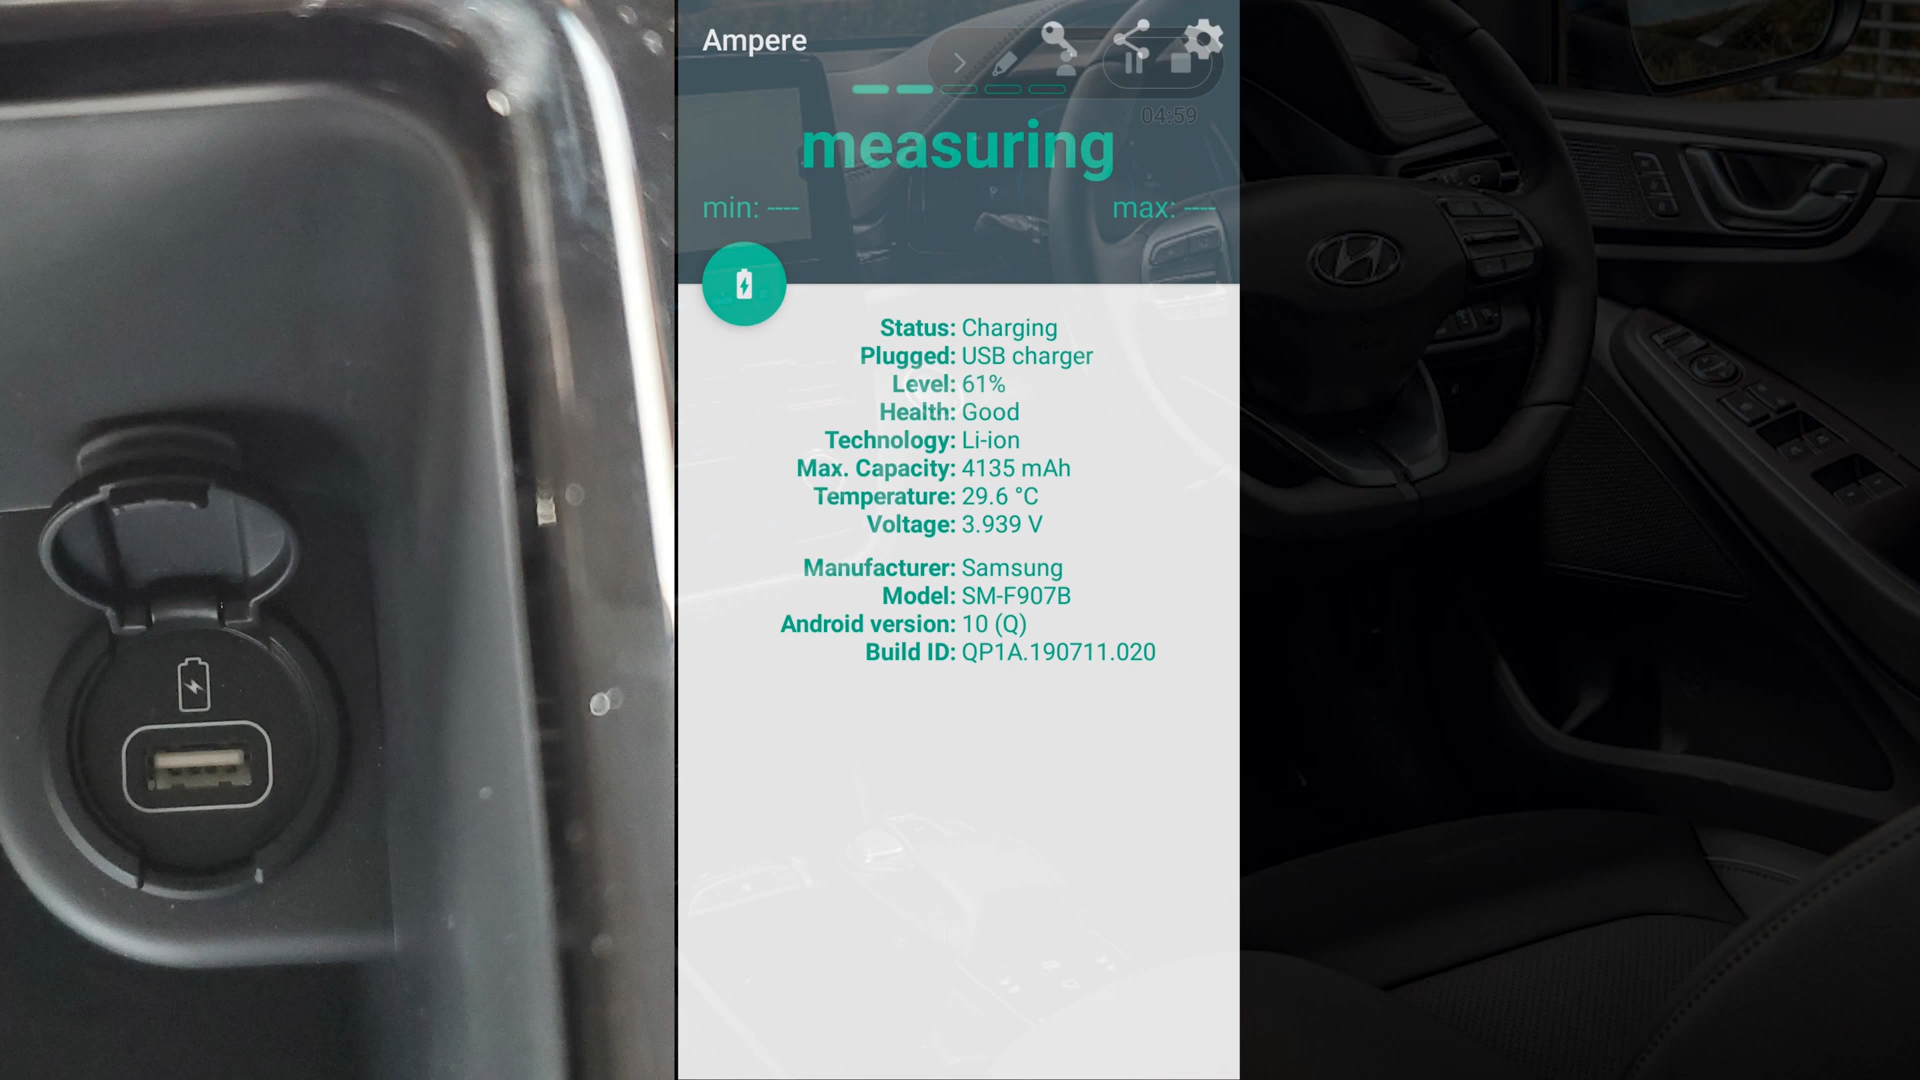 Ampere
04:59
measuring
min: ----
max: ----
Status: Charging
Plugged: USB charger
Level: 61%
Health: Good
Technology: Li-ion
Max. Capacity: 4135 mAh
Temperature: 29.6 °C
Voltage: 3.939 V
Manufacturer: Samsung
Model: SM-F907B
Android version: 10 (Q)
Build ID: QP1A.190711.020